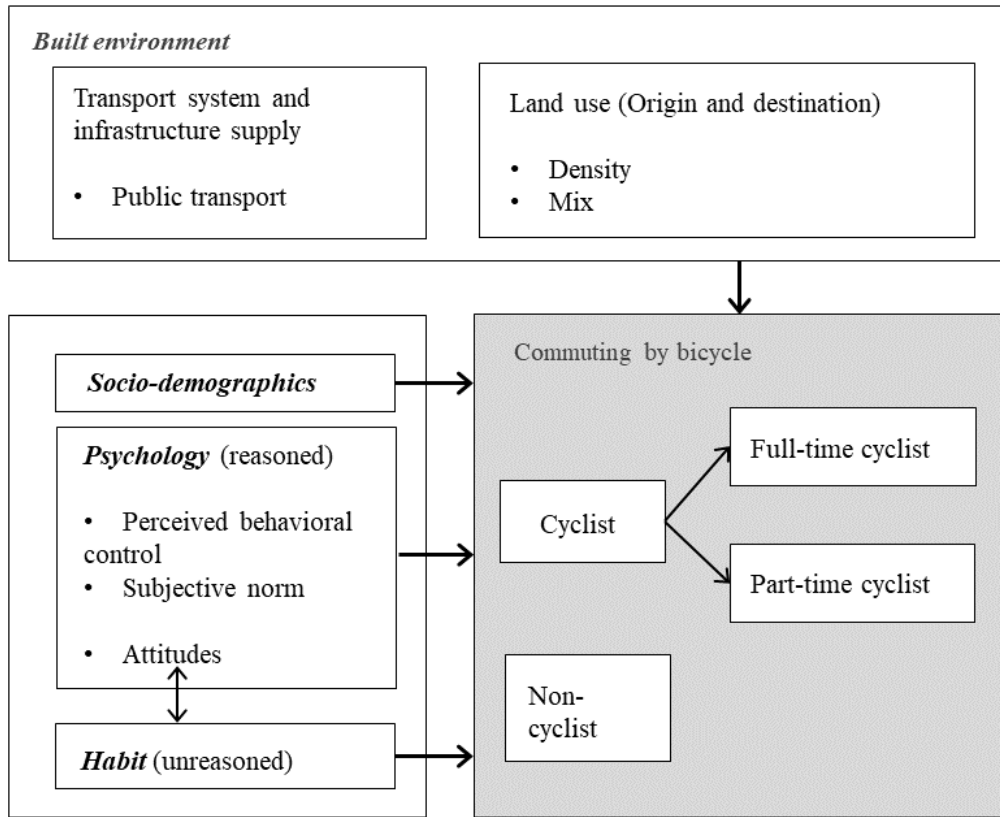 Built environment
Transport system and
infrastructure supply
• Public transport
Land use (Origin and destination)
• Density
• Mix
Socio-demographics
Psychology (reasoned)
• Perceived behavioral
control
• Subjective norm
• Attitudes
Habit (unreasoned)
Commuting by bicycle
Cyclist
Full-time cyclist
Part-time cyclist
Non-
cyclist